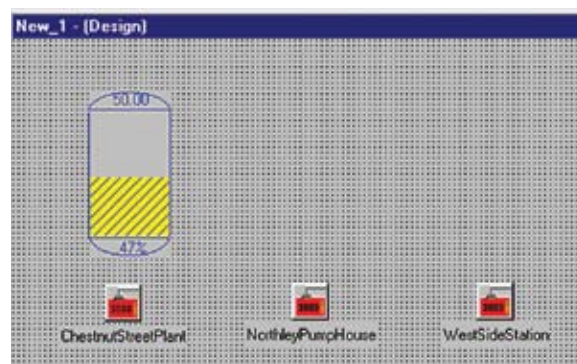 New_1 - (Design)
50.00
47%
ChestnutStreetPlant
NorthleyPumpHouse
WestSideStation